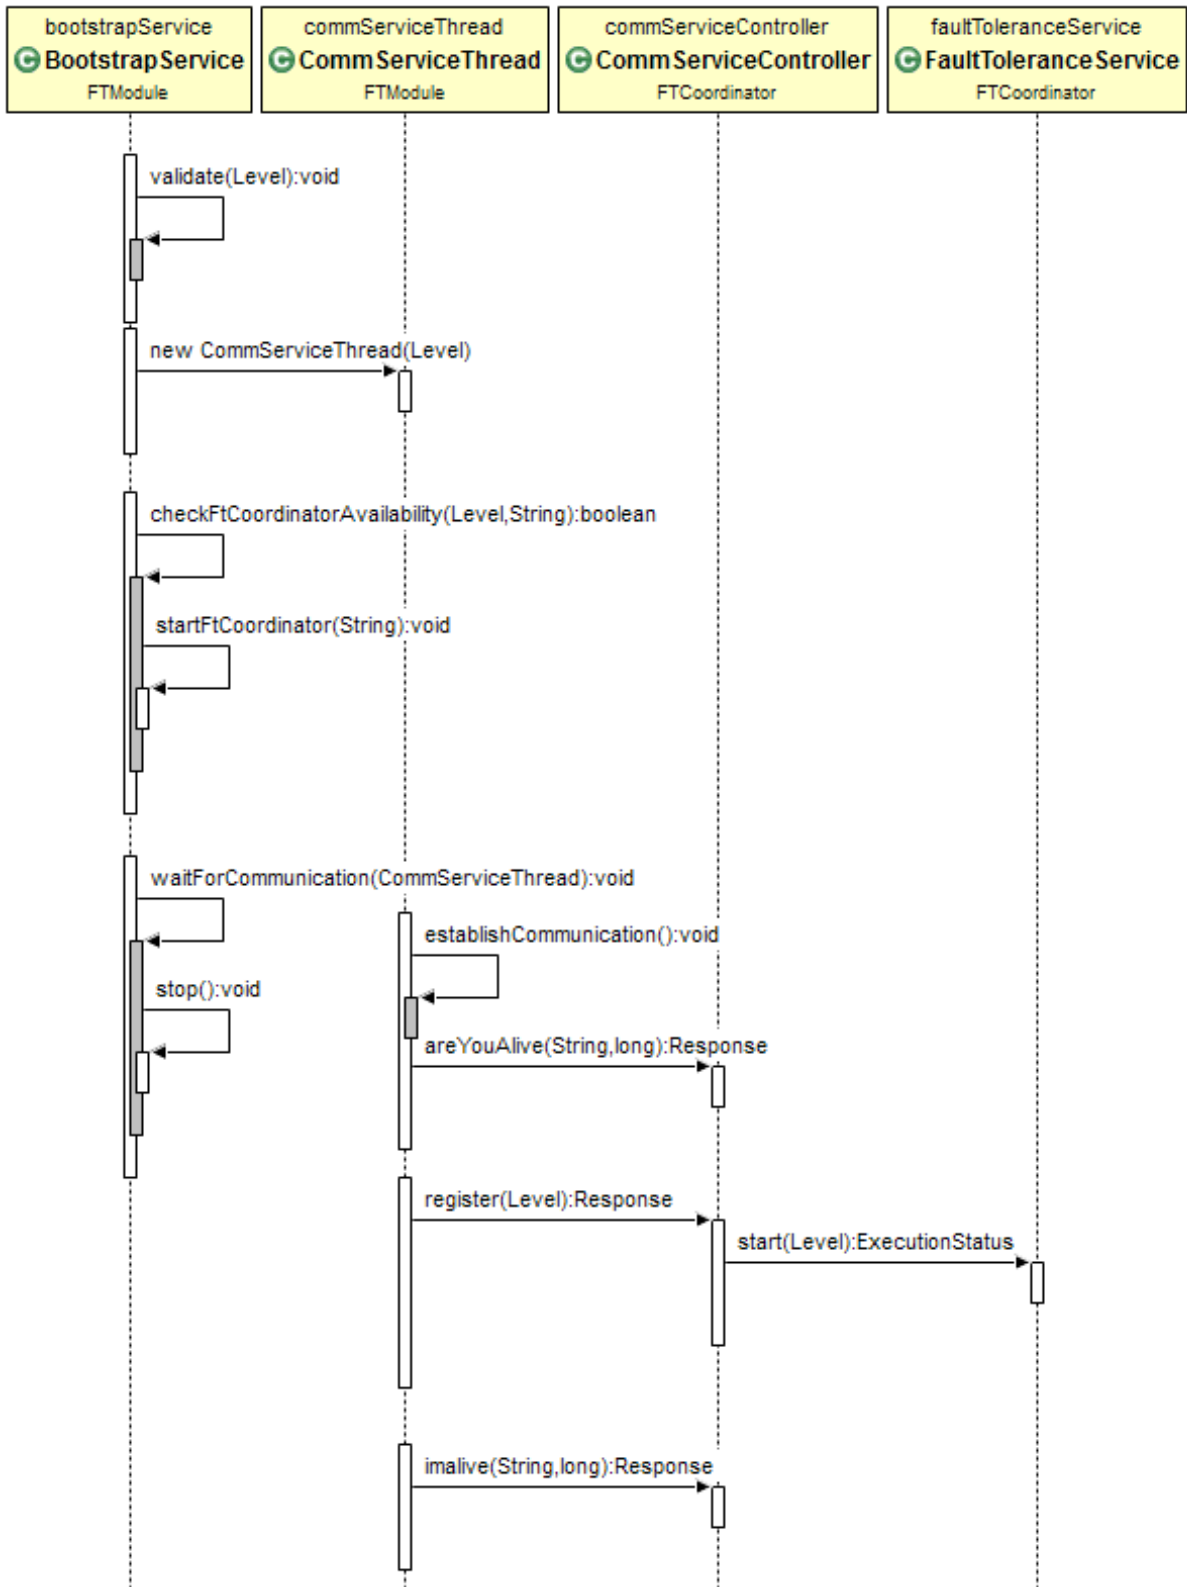 bootstrapService
C BootstrapService
FTModule
commServiceThread
C CommServiceThread
FTModule
commServiceController
C CommServiceController
FTCoordinator
faultToleranceService
C FaultToleranceService
FTCoordinator
validate(Level):void
new CommServiceThread(Level)
checkFtCoordinatorAvailability(Level,String):boolean
startFtCoordinator(String):void
waitForCommunication(CommServiceThread):void
establishCommunication():void
stop():void
areYouAlive(String,long):Response
register(Level):Response
start(Level):ExecutionStatus
imalive(String,long):Response